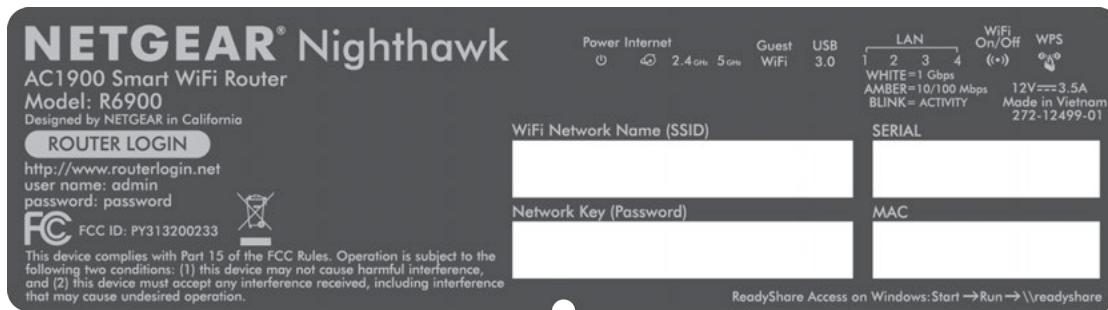 NETGEAR® Nighthawk
AC1900 Smart WiFi Router
Model: R6900
Designed by NETGEAR in California
ROUTER LOGIN
http://www.routerlogin.net
user name: admin
password: password
FC FCC ID: PY313200233
This device complies with Part 15 of the FCC Rules. Operation is subject to the
following two conditions: (1) this device may not cause harmful interference,
and (2) this device must accept any interference received, including interference
that may cause undesired operation.
Power Internet
2.4 GHz 5 GHz
Guest
WiFi
USB
3.0
LAN
1 2 3 4
WHITE=1 Gbps
AMBER=10/100 Mbps
BLINK= ACTIVITY
WiFi
On/Off
WPS
12V⎓3.5A
Made in Vietnam
272-12499-01
WiFi Network Name (SSID)
SERIAL
Network Key (Password)
MAC
ReadyShare Access on Windows: Start →Run→ \\readyshare